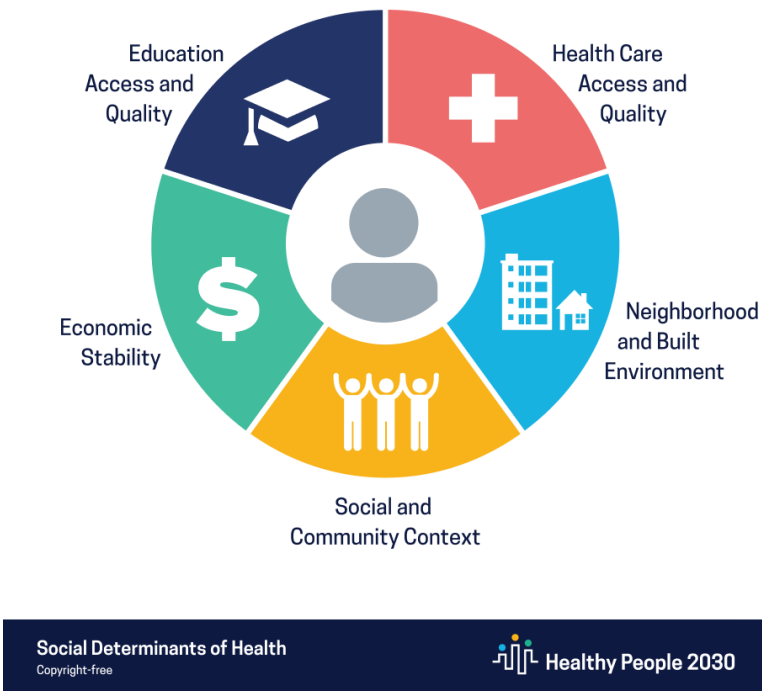 Education
Access and
Quality
Health Care
Access and
Quality
$
Economic
Stability
Neighborhood
and Built
Environment
Social and
Community Context
Social Determinants of Health
Copyright-free
Healthy People 2030